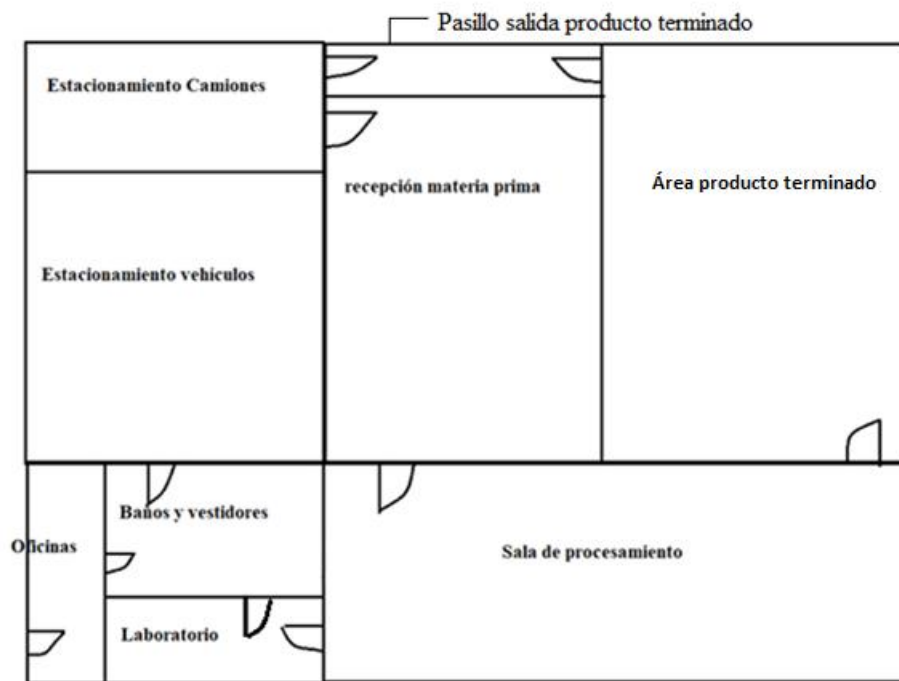 Pasillo salida producto terminado
Estacionamiento Camiones
recepción materia prima
Área producto terminado
Estacionamiento vehículos
Baños y vestidores
Oficinas
Sala de procesamiento
Laboratorio